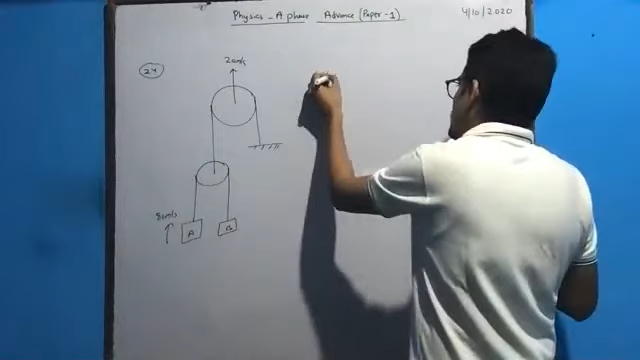 Physics - A phase Advance (Paper - 1)
4/10/2020
24
2m/s
8m/s
A
B